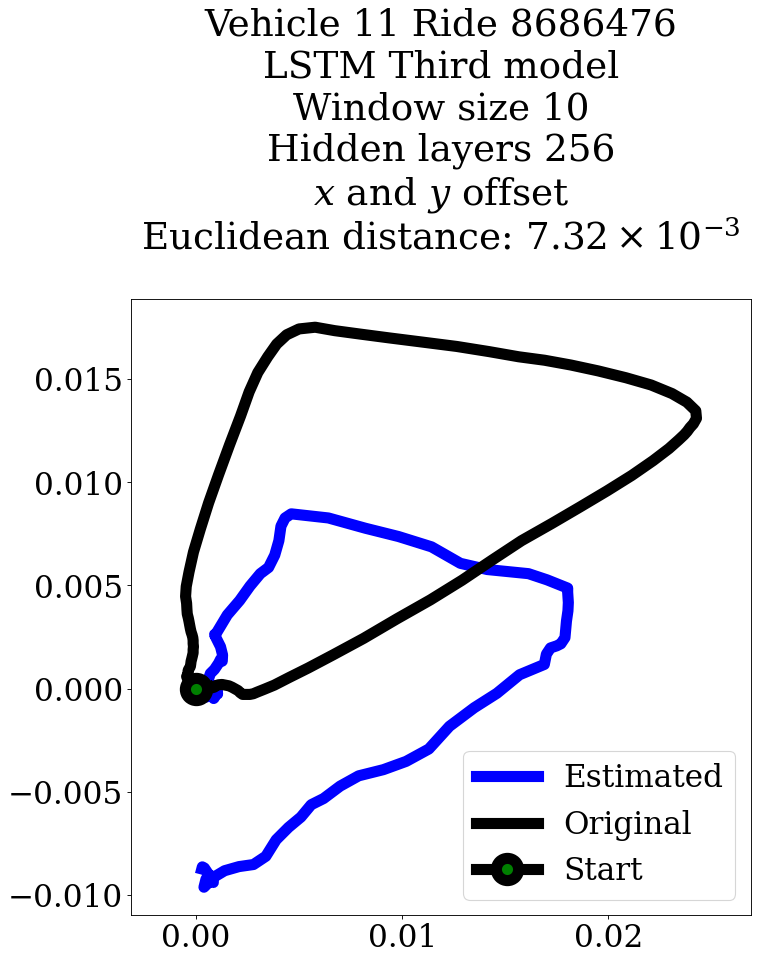 Vehicle 11 Ride 8686476
LSTM Third model
Window size 10
Hidden layers 256
x and y offset
Euclidean distance: 7.32 × 10⁻³
0.015
0.010
0.005
0.000
−0.005
−0.010
Estimated
Original
Start
0.00 0.01 0.02